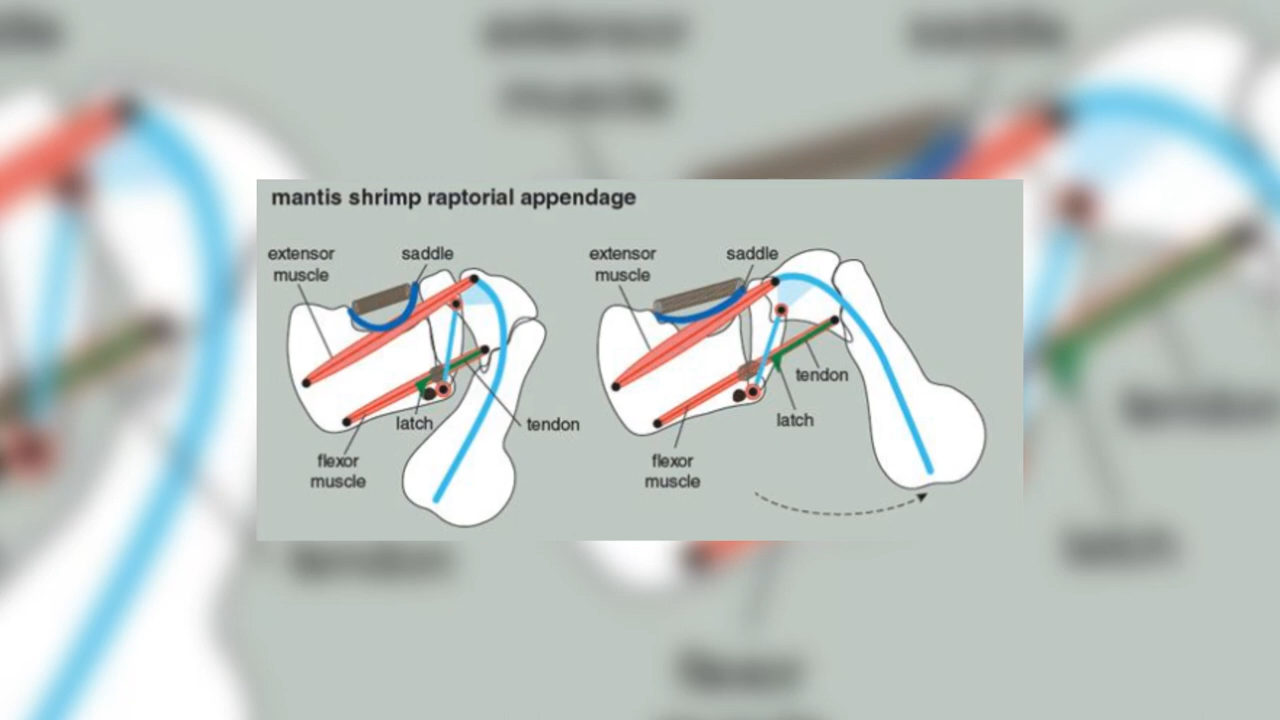 mantis shrimp raptorial appendage
extensor
muscle
saddle
latch
tendon
flexor
muscle
extensor
muscle
saddle
tendon
latch
flexor
muscle